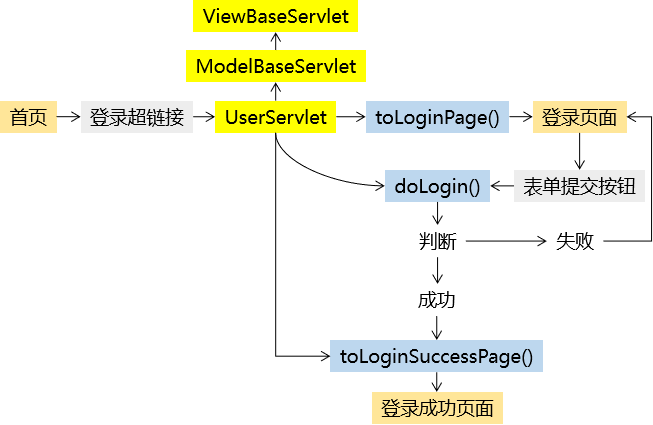 ViewBaseServlet
ModelBaseServlet
首页
登录超链接
UserServlet
toLoginPage()
登录页面
doLogin()
表单提交按钮
判断
失败
成功
toLoginSuccessPage()
登录成功页面